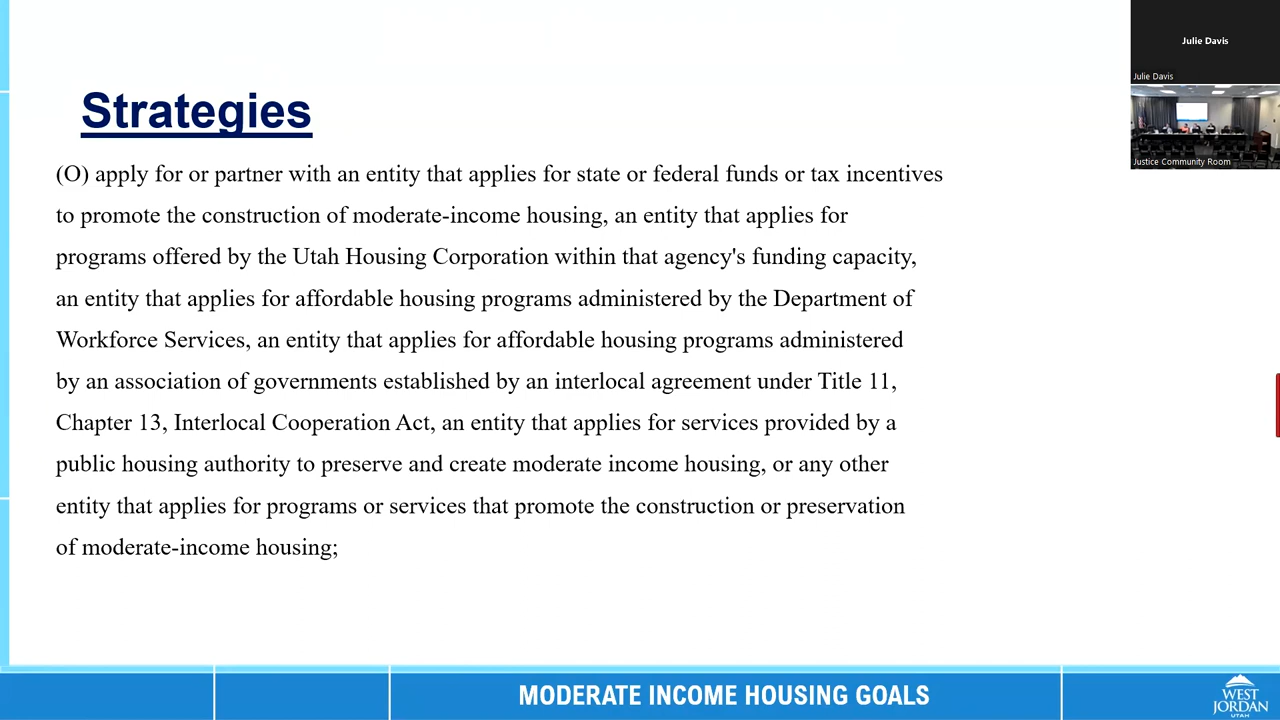 Julie Davis
Julie Davis
Justice Community Room
Strategies
(O) apply for or partner with an entity that applies for state or federal funds or tax incentives
to promote the construction of moderate-income housing, an entity that applies for
programs offered by the Utah Housing Corporation within that agency's funding capacity,
an entity that applies for affordable housing programs administered by the Department of
Workforce Services, an entity that applies for affordable housing programs administered
by an association of governments established by an interlocal agreement under Title 11,
Chapter 13, Interlocal Cooperation Act, an entity that applies for services provided by a
public housing authority to preserve and create moderate income housing, or any other
entity that applies for programs or services that promote the construction or preservation
of moderate-income housing;
MODERATE INCOME HOUSING GOALS
WEST
JORDAN
UTAH